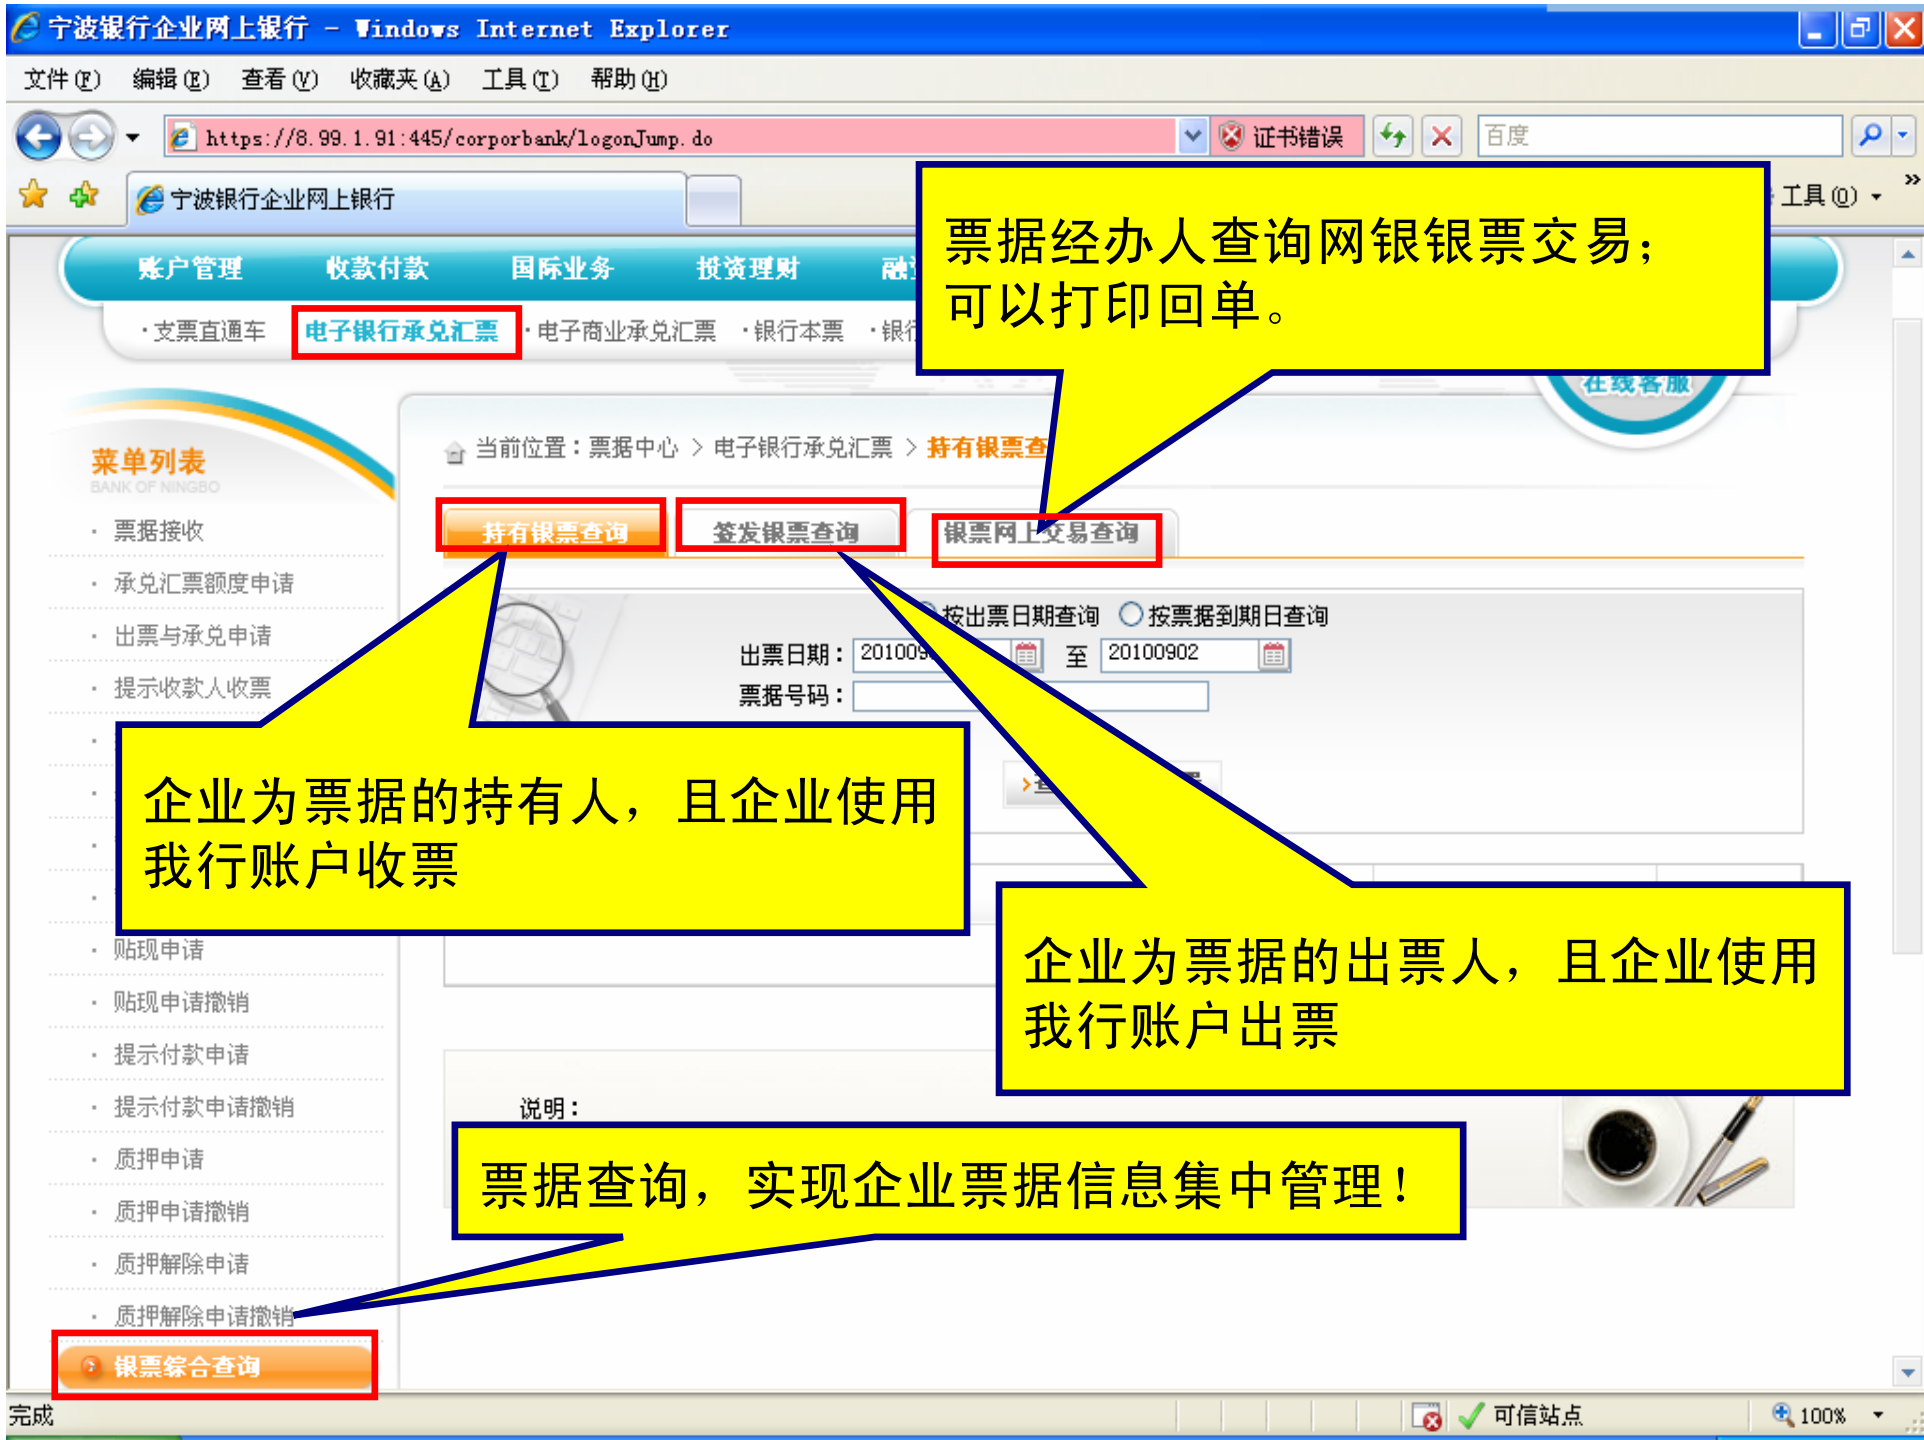 宁波银行企业网上银行 - Windows Internet Explorer
文件(F) 编辑(E) 查看(V) 收藏夹(A) 工具(T) 帮助(H)
https://8.99.1.91:445/corporbank/logonJump.do
证书错误
百度
宁波银行企业网上银行
工具(O)
票据经办人查询网银银票交易；
可以打印回单。
账户管理 收款付款 国际业务 投资理财 融
·支票直通车 电子银行承兑汇票 ·电子商业承兑汇票 ·银行本票 ·银行
在线客服
菜单列表
BANK OF NINGBO
当前位置：票据中心 > 电子银行承兑汇票 > 持有银票查
持有银票查询 签发银票查询 银票网上交易查询
· 票据接收
· 承兑汇票额度申请
· 出票与承兑申请
· 提示收款人收票
按出票日期查询 按票据到期日查询
出票日期： 201009 至 20100902
票据号码：
企业为票据的持有人，且企业使用
我行账户收票
企业为票据的出票人，且企业使用
我行账户出票
· 贴现申请
· 贴现申请撤销
· 提示付款申请
· 提示付款申请撤销
· 质押申请
· 质押申请撤销
· 质押解除申请
· 质押解除申请撤销
银票综合查询
说明：
票据查询，实现企业票据信息集中管理！
完成
可信站点
100%